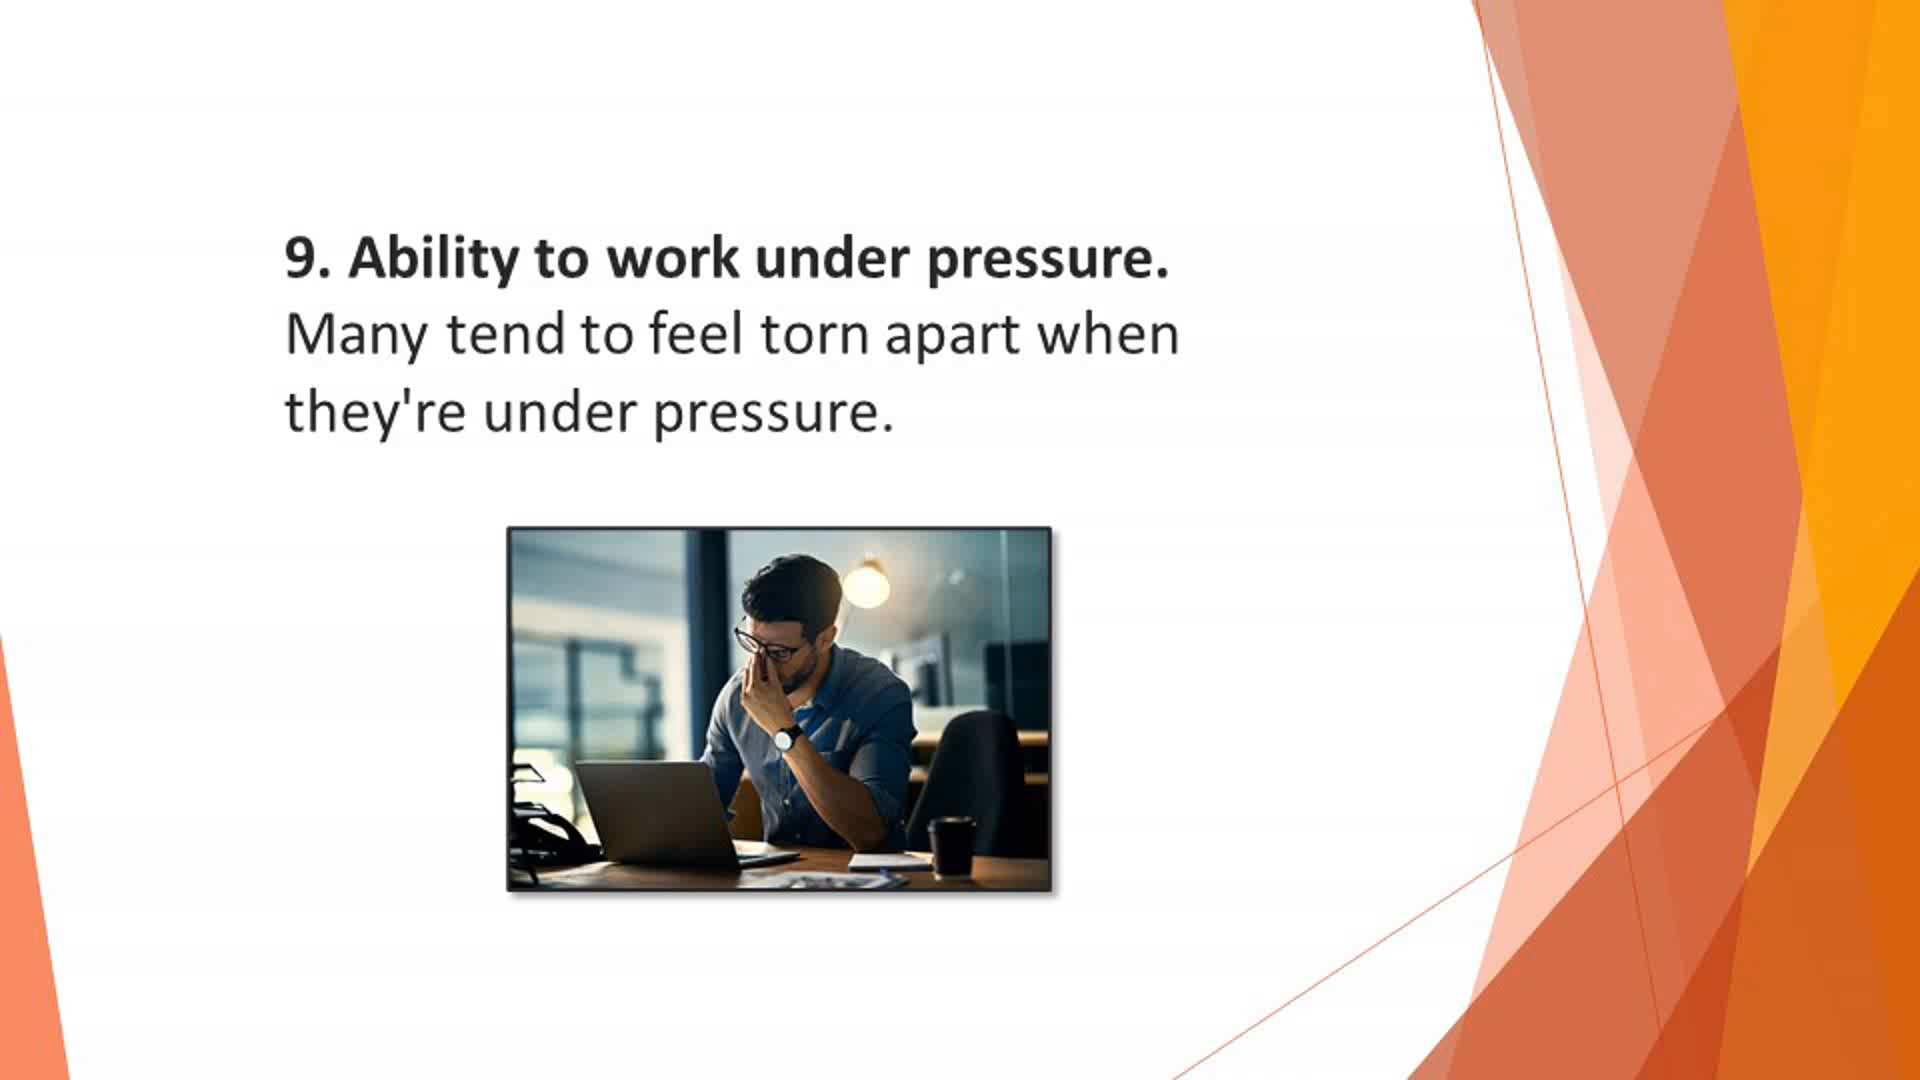 9. Ability to work under pressure.
Many tend to feel torn apart when
they're under pressure.